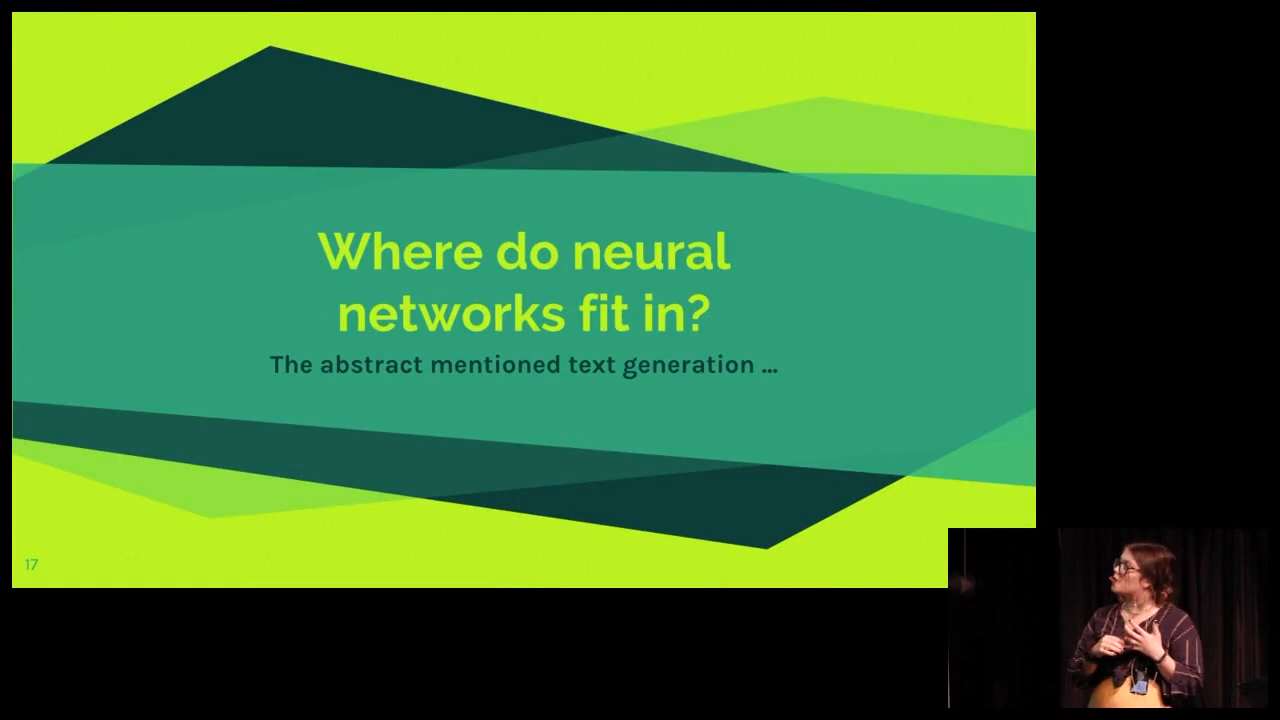 Where do neural
networks fit in?
The abstract mentioned text generation ...
17